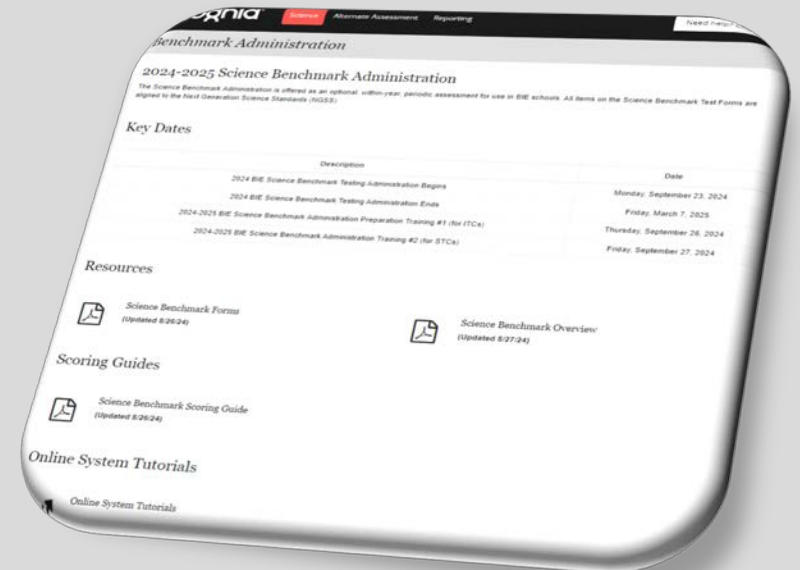 Science Alternate Assessment Reporting
Need help?
Benchmark Administration
2024-2025 Science Benchmark Administration
The Science Benchmark Administration is offered as an optional, within-year, periodic assessment for use in BIE schools. All items on the Science Benchmark Test Forms are
aligned to the Next Generation Science Standards (NGSS)
Key Dates
Description Date
2024 BIE Science Benchmark Testing Administration Begins Monday, September 23, 2024
2024 BIE Science Benchmark Testing Administration Ends Friday, March 7, 2025
2024-2025 BIE Science Benchmark Administration Preparation Training #1 (for ITCs) Thursday, September 26, 2024
2024-2025 BIE Science Benchmark Administration Training #2 (for STCs) Friday, September 27, 2024
Resources
Science Benchmark Forms Science Benchmark Overview
(Updated 8/26/24) (Updated 8/27/24)
Scoring Guides
Science Benchmark Scoring Guide
(Updated 8/26/24)
Online System Tutorials
Online System Tutorials